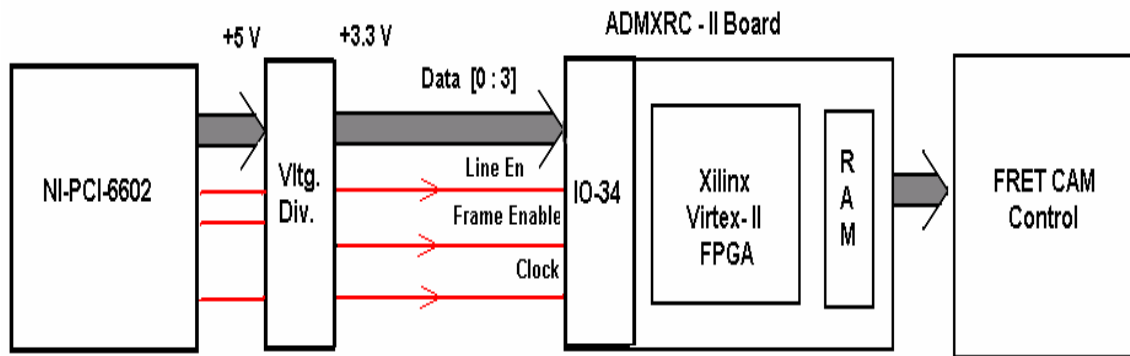 ADMXRC - II Board
+5 V
+3.3 V
Data [0 : 3]
NI-PCI-6602
Vltg.
Div.
Line En
Frame Enable
Clock
IO-34
Xilinx
Virtex- II
FPGA
R
A
M
FRET CAM
Control